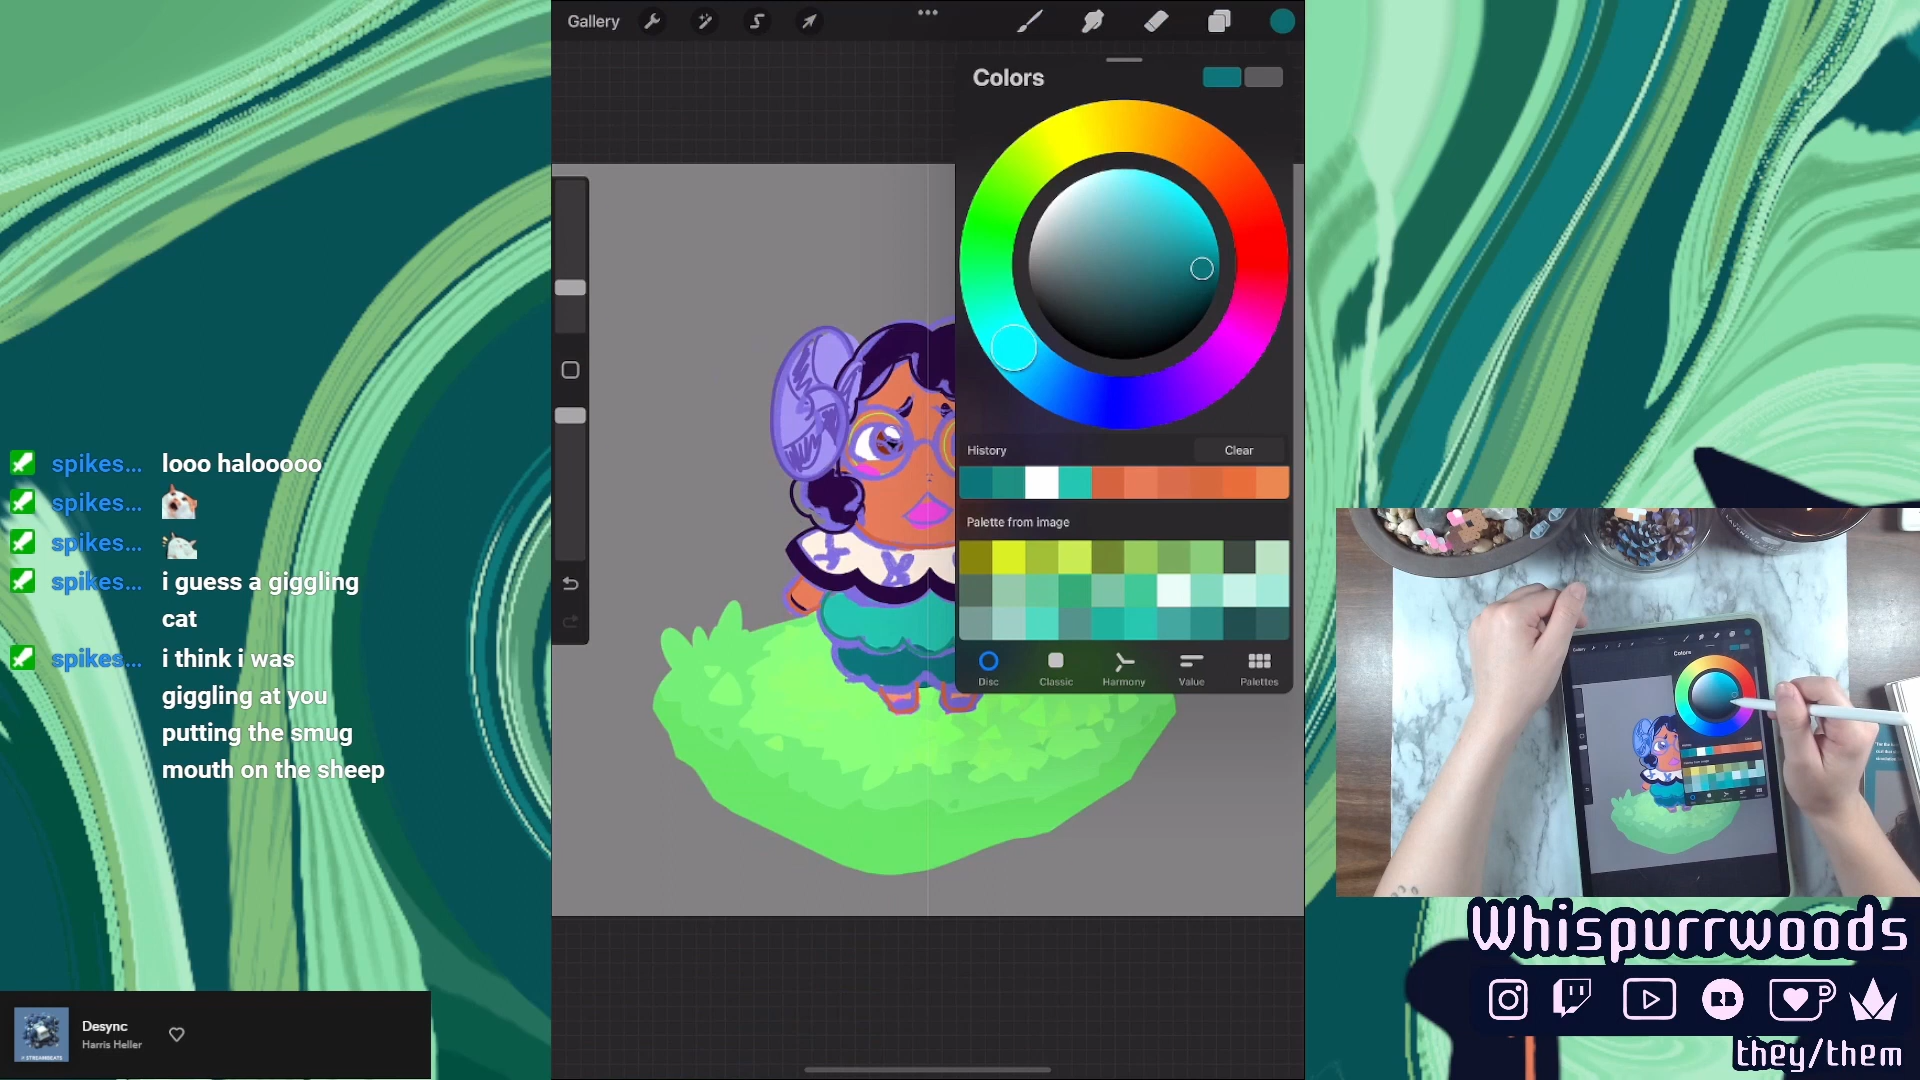 Gallery
Colors
History
Clear
Palette from image
Disc
Classic
Harmony
Value
Palettes
spikes... looo halooooo
spikes...
spikes...
spikes... i guess a giggling
cat
spikes... i think i was
giggling at you
putting the smug
mouth on the sheep
Desync
Harris Heller
Whispurrwoods
they/them